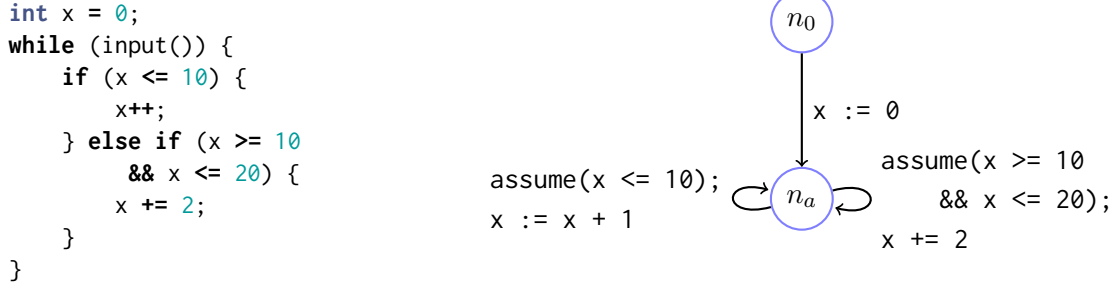 int x = 0;
while (input()) {
    if (x <= 10) {
        x++;
    } else if (x >= 10
         && x <= 20) {
        x += 2;
    }
}
n0
x := 0
assume(x <= 10);
x := x + 1
na
assume(x >= 10
    && x <= 20);
x += 2